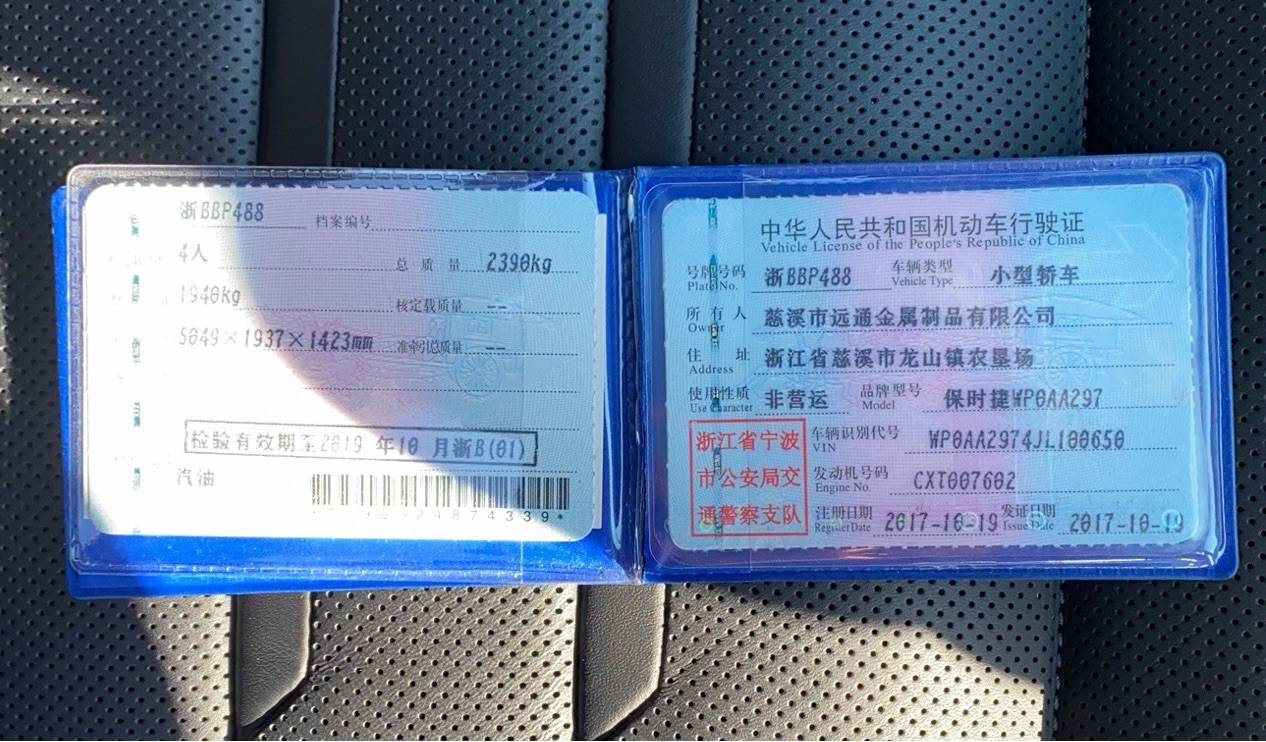 浙BBP488 档案编号
4人 总质量 2390kg
1940kg 核定载质量 --
5049×1937×1423mm 准牵引总质量 --
检验有效期至2019年10月浙B(01)
汽油
中华人民共和国机动车行驶证
Vehicle License of the People's Republic of China
号牌号码 浙BBP488 车辆类型 小型轿车
Plate No. Vehicle Type
所有人 慈溪市远通金属制品有限公司
Owner
住址 浙江省慈溪市龙山镇农垦场
Address
使用性质 非营运 品牌型号 保时捷WP0AA297
Use Character Model
浙江省宁波
市公安局交
通警察支队
车辆识别代号 WP0AA2974JL100650
VIN
发动机号码 CXT007602
Engine No.
注册日期 2017-10-19 发证日期 2017-10-19
Register Date Issue Date